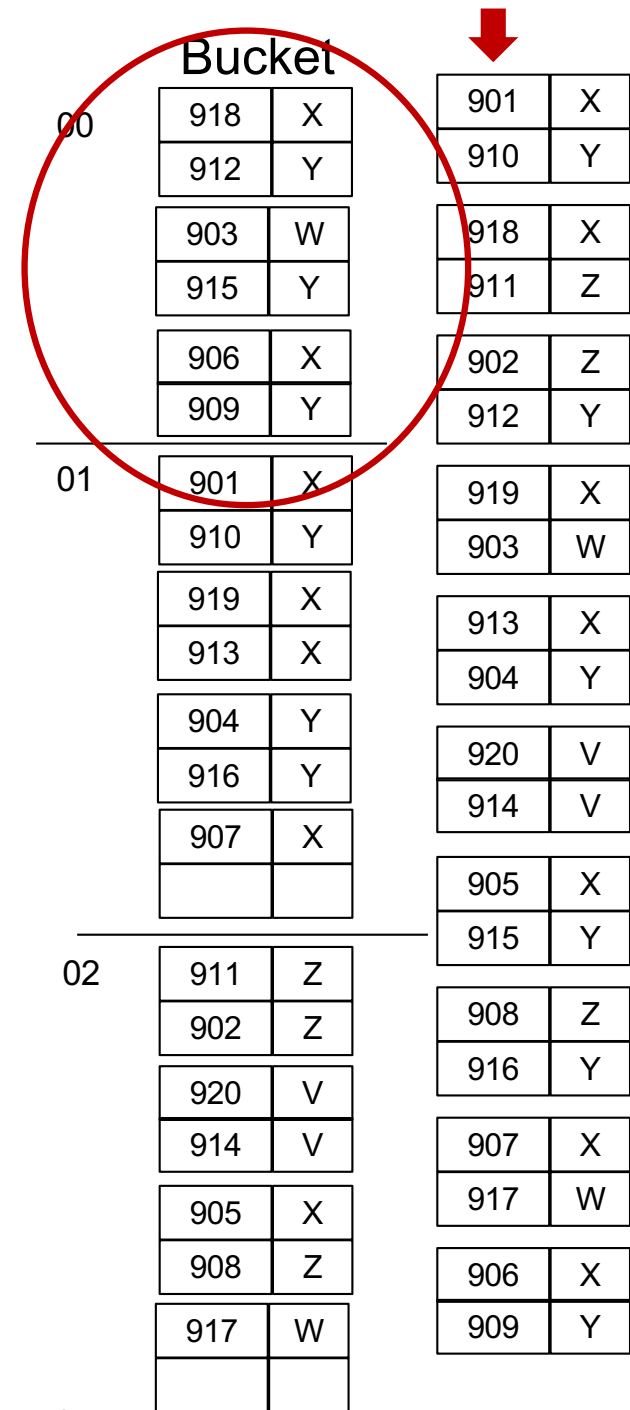 Bucket
00
918 X
912 Y
903 W
915 Y
906 X
909 Y
01
901 X
910 Y
919 X
913 X
904 Y
916 Y
907 X
02
911 Z
902 Z
920 V
914 V
905 X
908 Z
917 W
901 X
910 Y
918 X
911 Z
902 Z
912 Y
919 X
903 W
913 X
904 Y
920 V
914 V
905 X
915 Y
908 Z
916 Y
907 X
917 W
906 X
909 Y